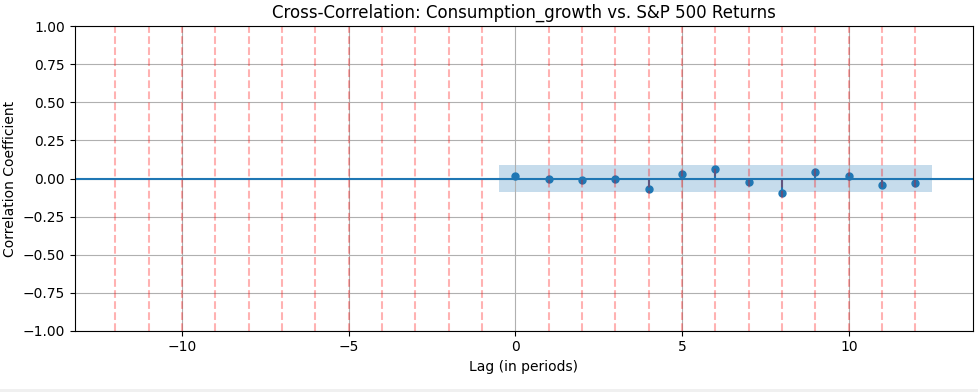 Cross-Correlation: Consumption_growth vs. S&P 500 Returns
1.00
0.75
0.50
0.25
0.00
−0.25
−0.50
−0.75
−1.00
Correlation Coefficient
−10 −5 0 5 10
Lag (in periods)